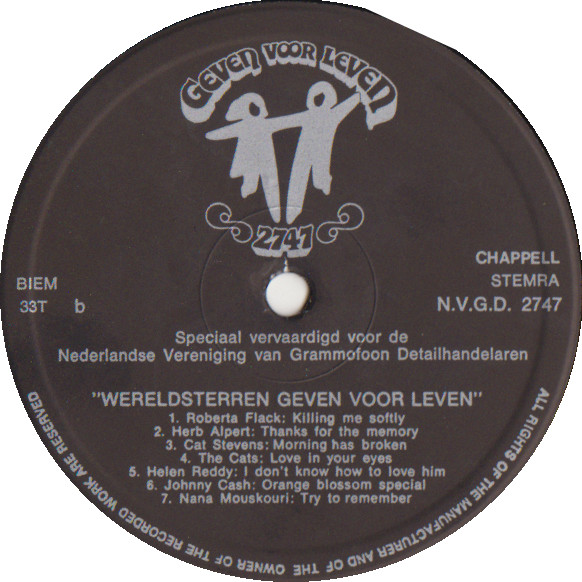 GEVEN VOOR LEVEN
2747
CHAPPELL
BIEM
STEMRA
33T b
N.V.G.D. 2747
Speciaal vervaardigd voor de
Nederlandse Vereniging van Grammofoon Detailhandelaren
"WERELDSTERREN GEVEN VOOR LEVEN"
1. Roberta Flack: Killing me softly
2. Herb Alpert: Thanks for the memory
3. Cat Stevens: Morning has broken
4. The Cats: Love in your eyes
5. Helen Reddy: I don't know how to love him
6. Johnny Cash: Orange blossom special
7. Nana Mouskouri: Try to remember
ALL RIGHTS OF THE MANUFACTURER AND OF THE OWNER OF THE RECORDED WORK ARE RESERVED